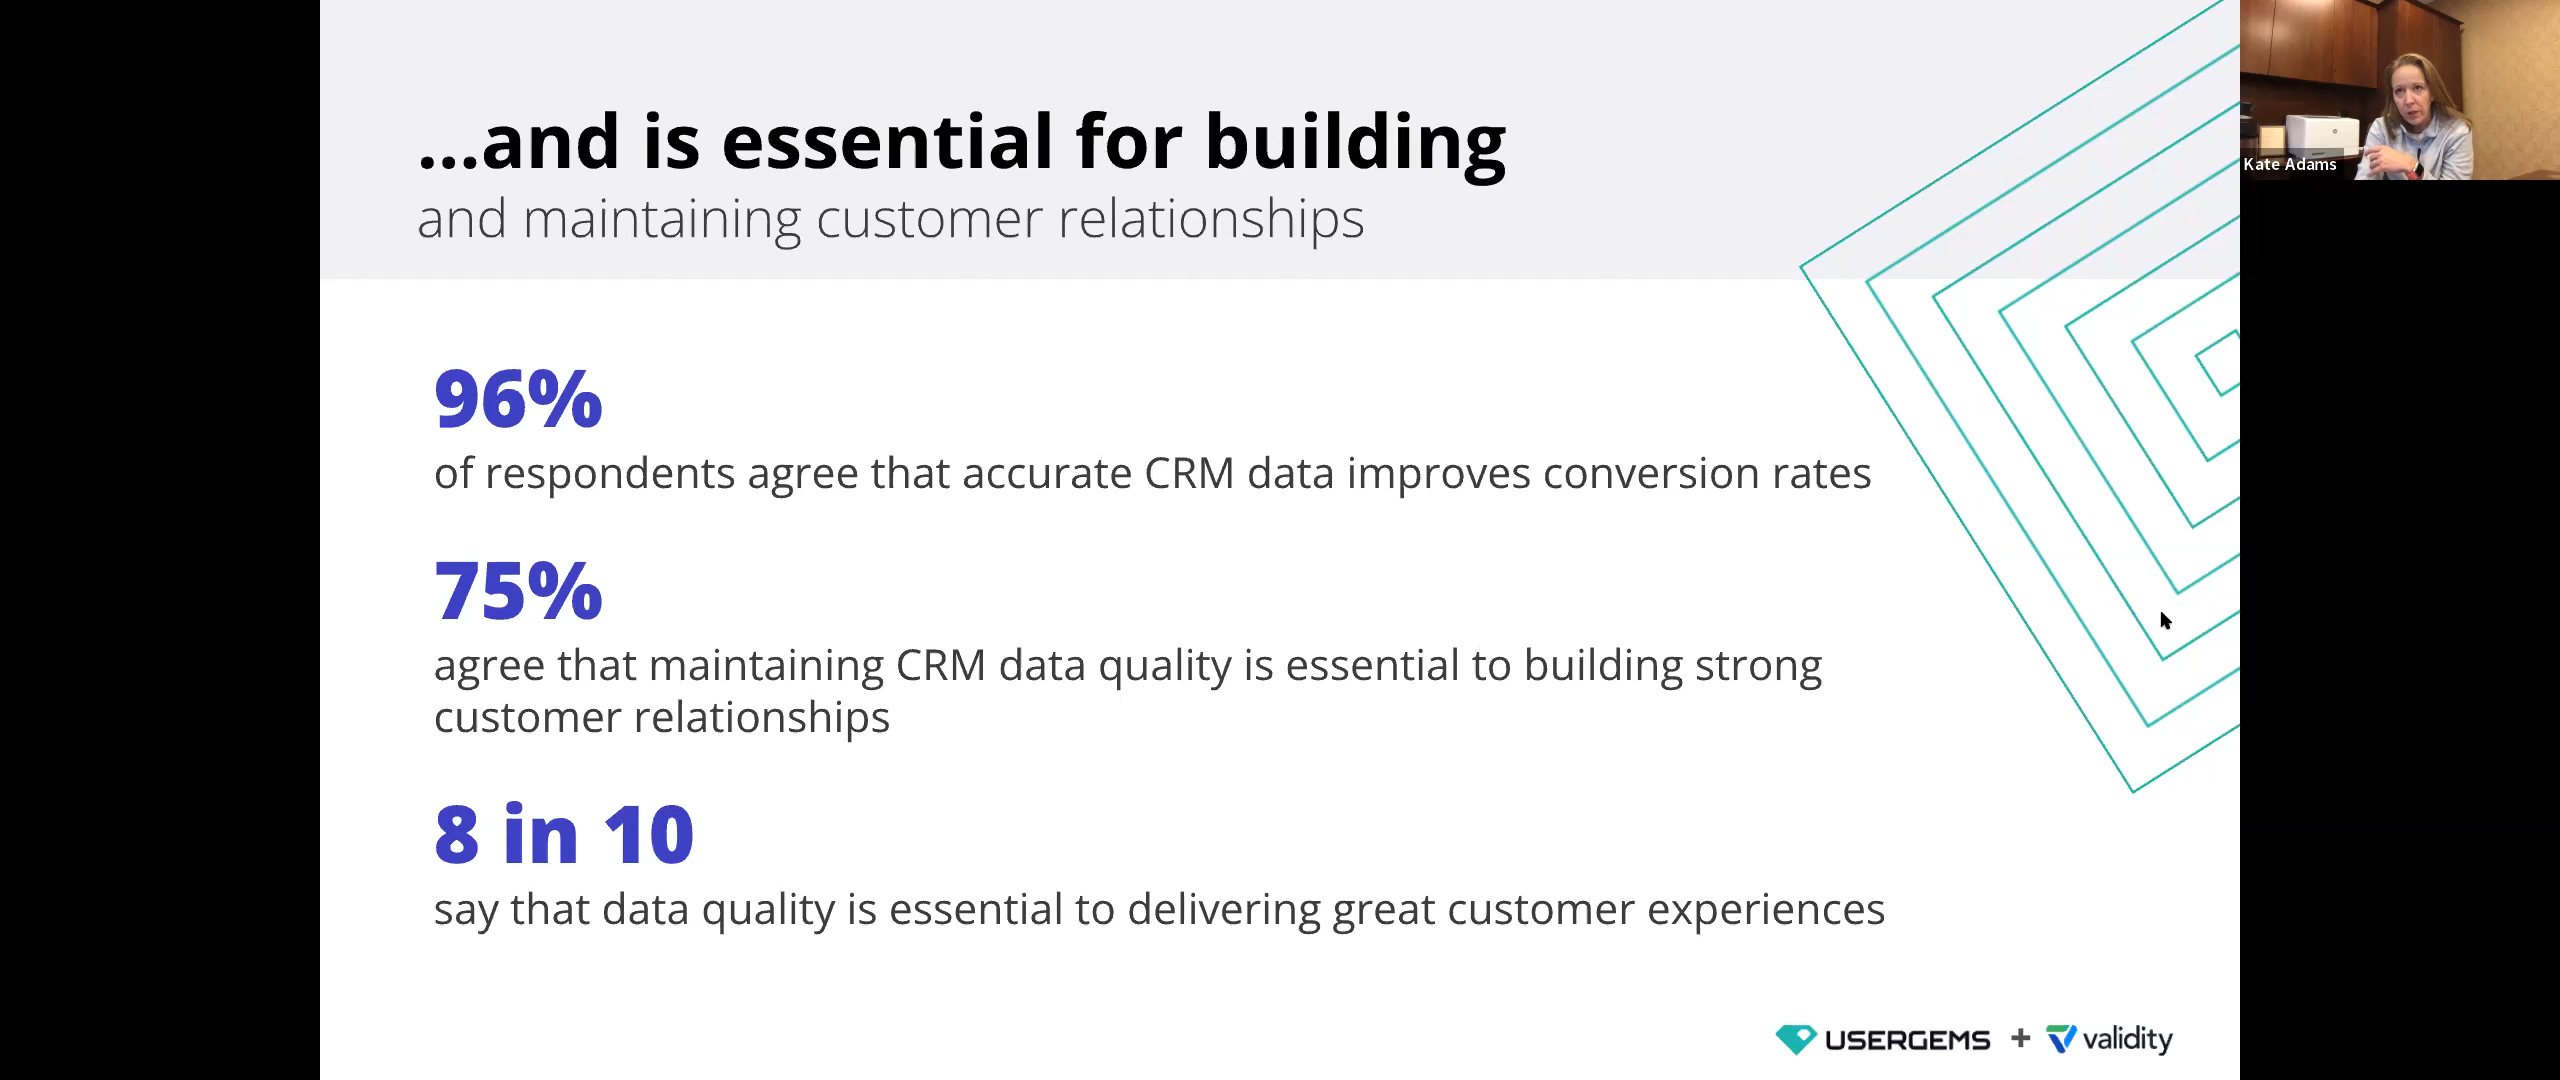 ...and is essential for building
and maintaining customer relationships
Kate Adams
96%
of respondents agree that accurate CRM data improves conversion rates
75%
agree that maintaining CRM data quality is essential to building strong
customer relationships
8 in 10
say that data quality is essential to delivering great customer experiences
USERGEMS + validity